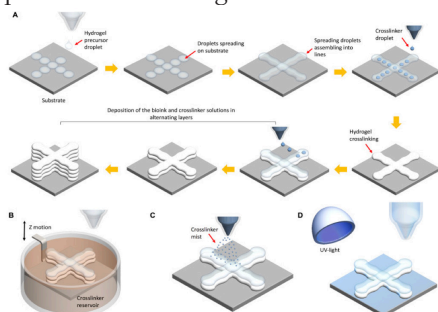 A
Hydrogel
precursor
droplet
Droplets spreading
on substrate
Spreading droplets
assembling into
lines
Crosslinker
droplet
Substrate
Deposition of the bioink and crosslinker solutions in
alternating layers
Hydrogel
crosslinking
B
Z motion
Crosslinker
reservoir
C
Crosslinker
mist
D
UV-light